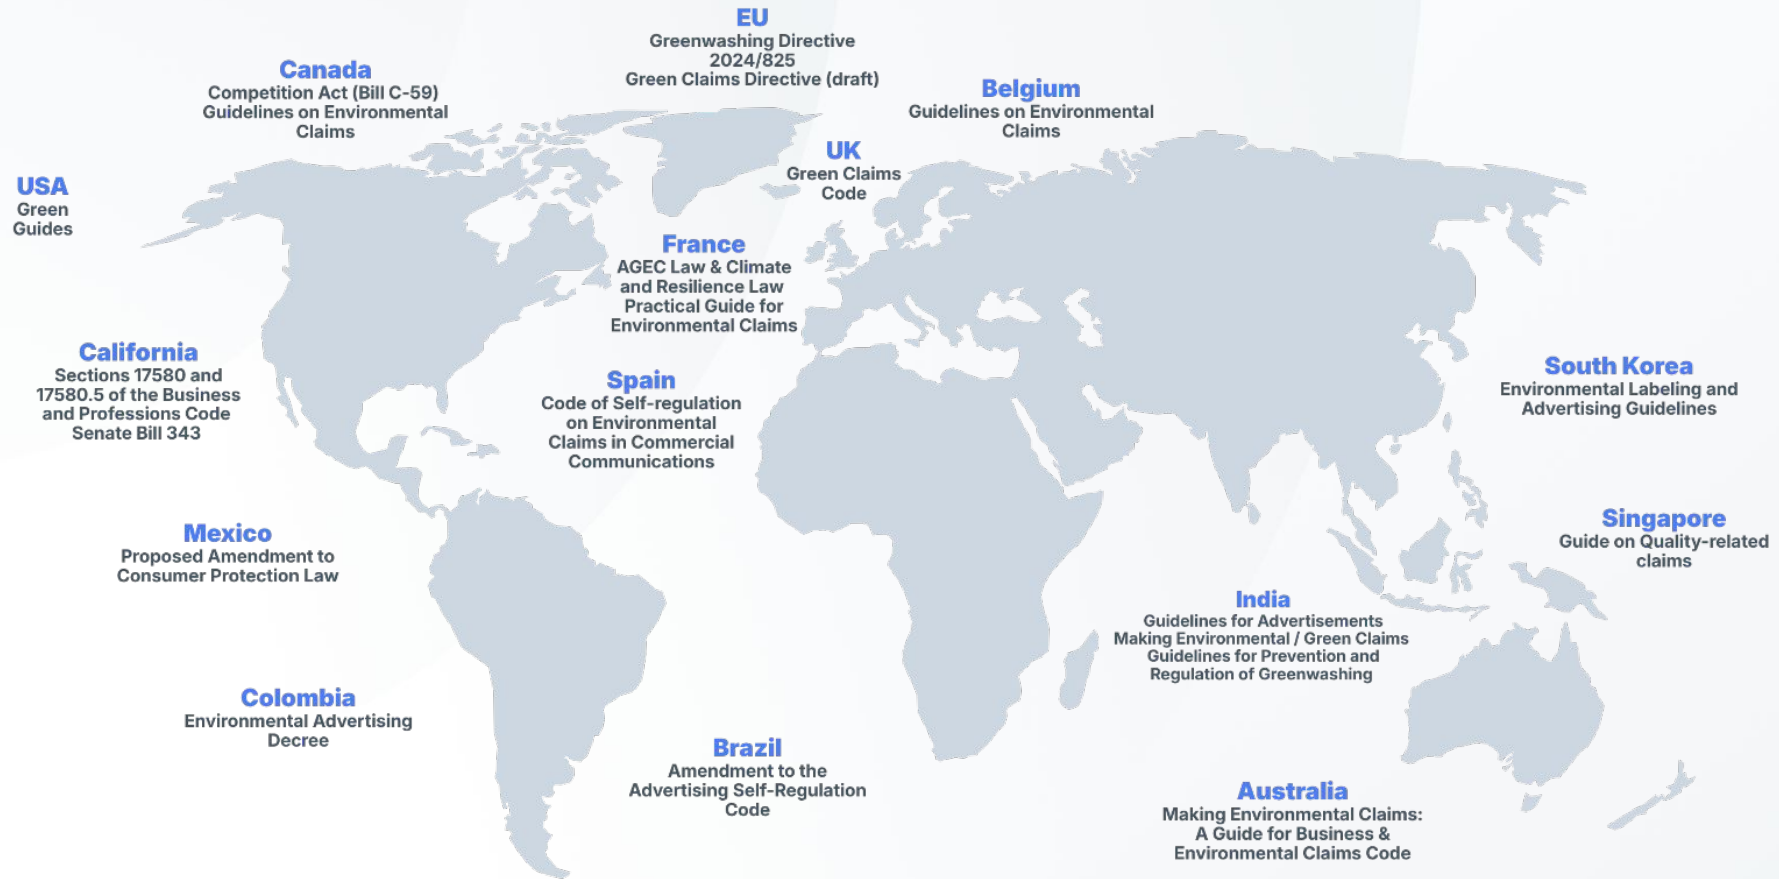 EU
Greenwashing Directive
2024/825
Green Claims Directive (draft)
Canada
Competition Act (Bill C-59)
Guidelines on Environmental
Claims
Belgium
Guidelines on Environmental
Claims
UK
Green Claims
Code
USA
Green
Guides
France
AGEC Law & Climate
and Resilience Law
Practical Guide for
Environmental Claims
California
Sections 17580 and
17580.5 of the Business
and Professions Code
Senate Bill 343
Spain
Code of Self-regulation
on Environmental
Claims in Commercial
Communications
South Korea
Environmental Labeling and
Advertising Guidelines
Mexico
Proposed Amendment to
Consumer Protection Law
Singapore
Guide on Quality-related
claims
India
Guidelines for Advertisements
Making Environmental / Green Claims
Guidelines for Prevention and
Regulation of Greenwashing
Colombia
Environmental Advertising
Decree
Brazil
Amendment to the
Advertising Self-Regulation
Code
Australia
Making Environmental Claims:
A Guide for Business &
Environmental Claims Code